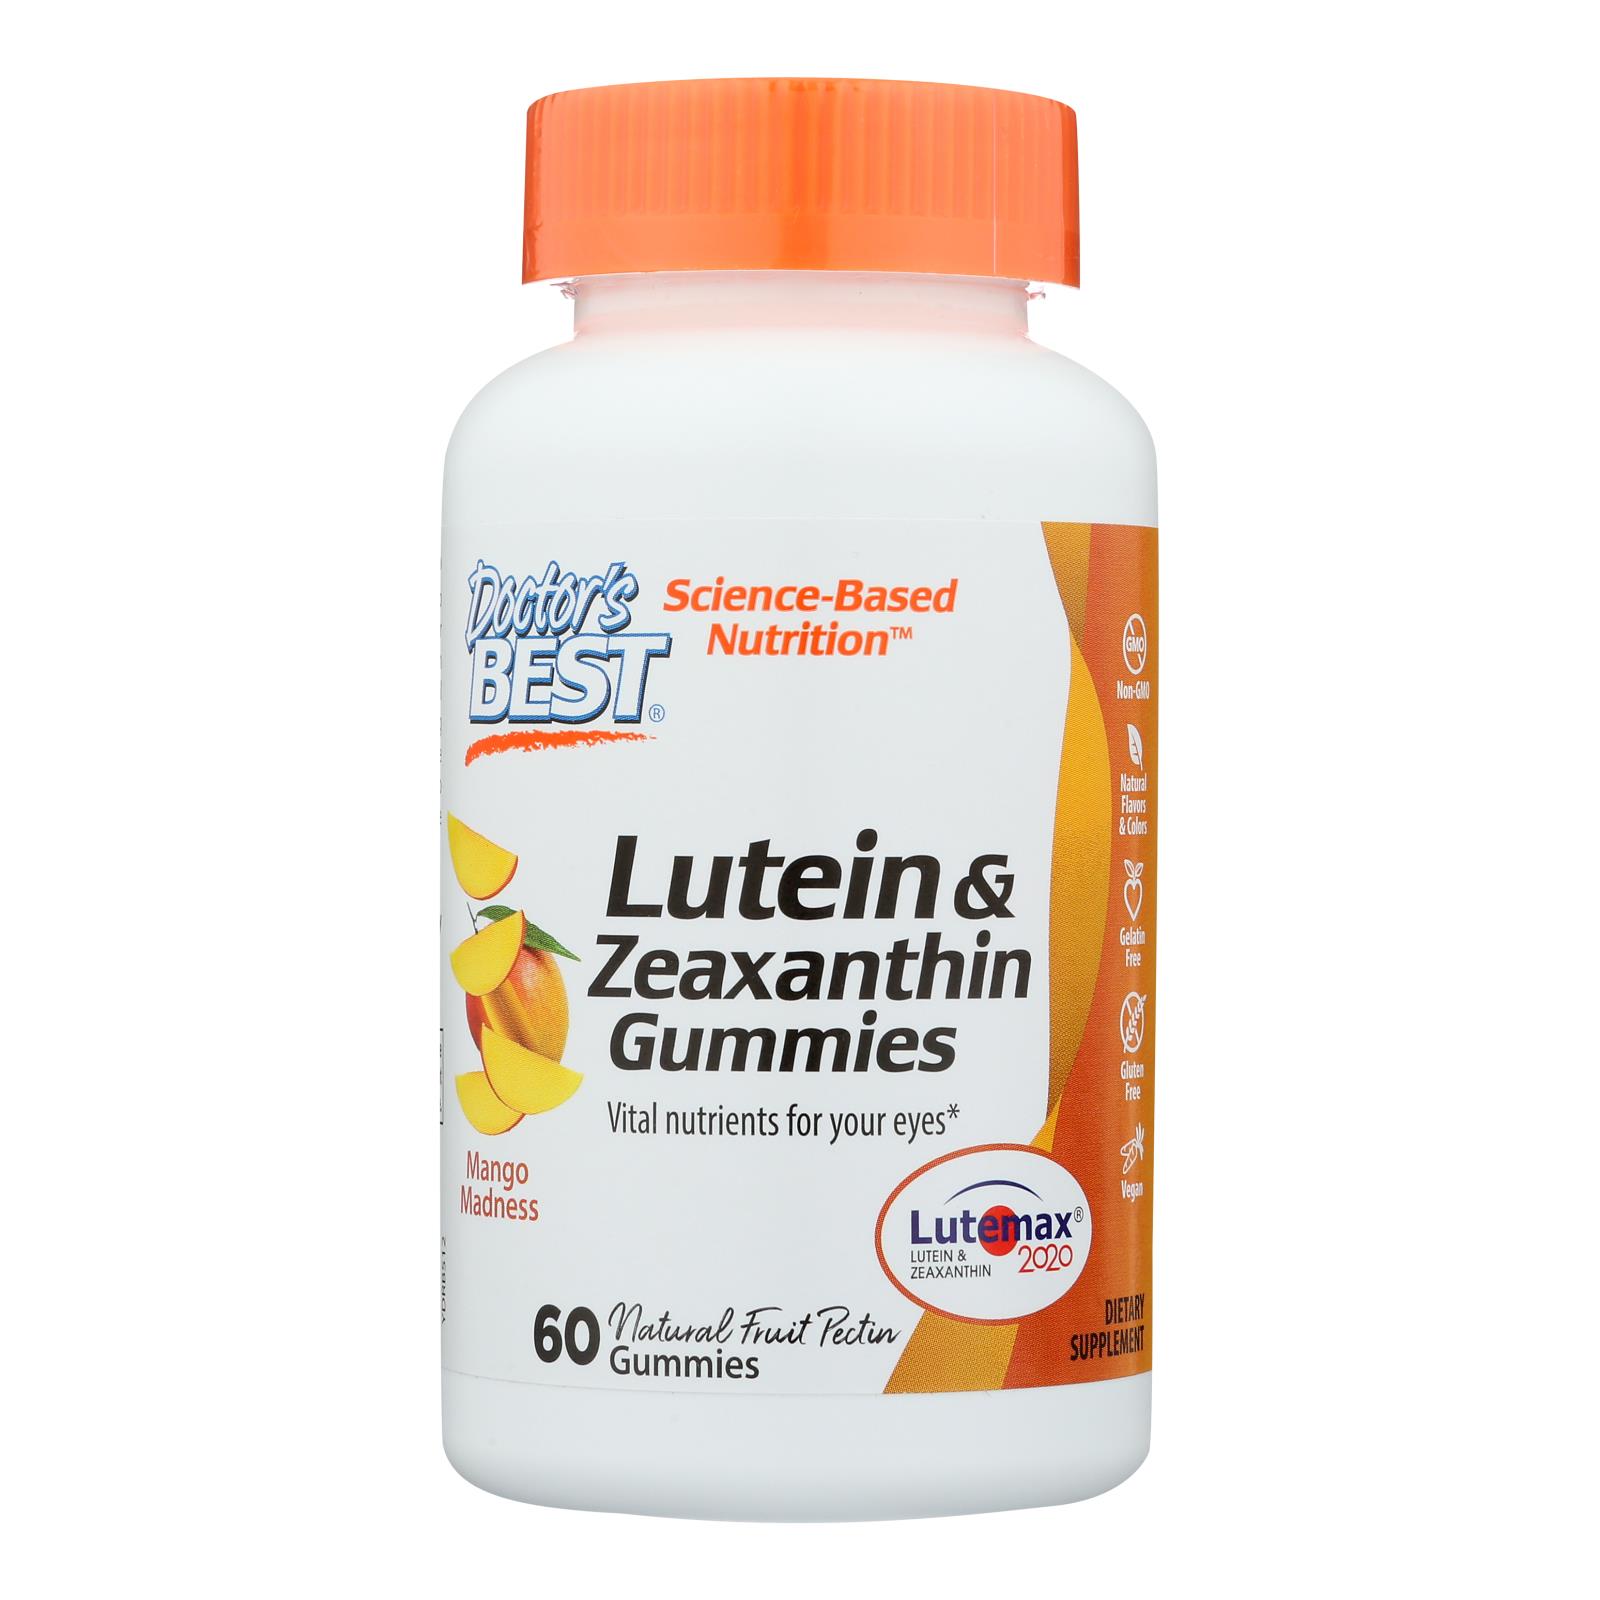 Doctor's
BEST®
Science-Based
Nutrition™
GMO
Non-GMO
Natural
Flavors
& Colors
Gelatin
Free
Gluten
Free
Vegan
Lutein &
Zeaxanthin
Gummies
Vital nutrients for your eyes*
Mango
Madness
Lutemax®
2020
LUTEIN &
ZEAXANTHIN
60 Natural Fruit Pectin
Gummies
DIETARY
SUPPLEMENT